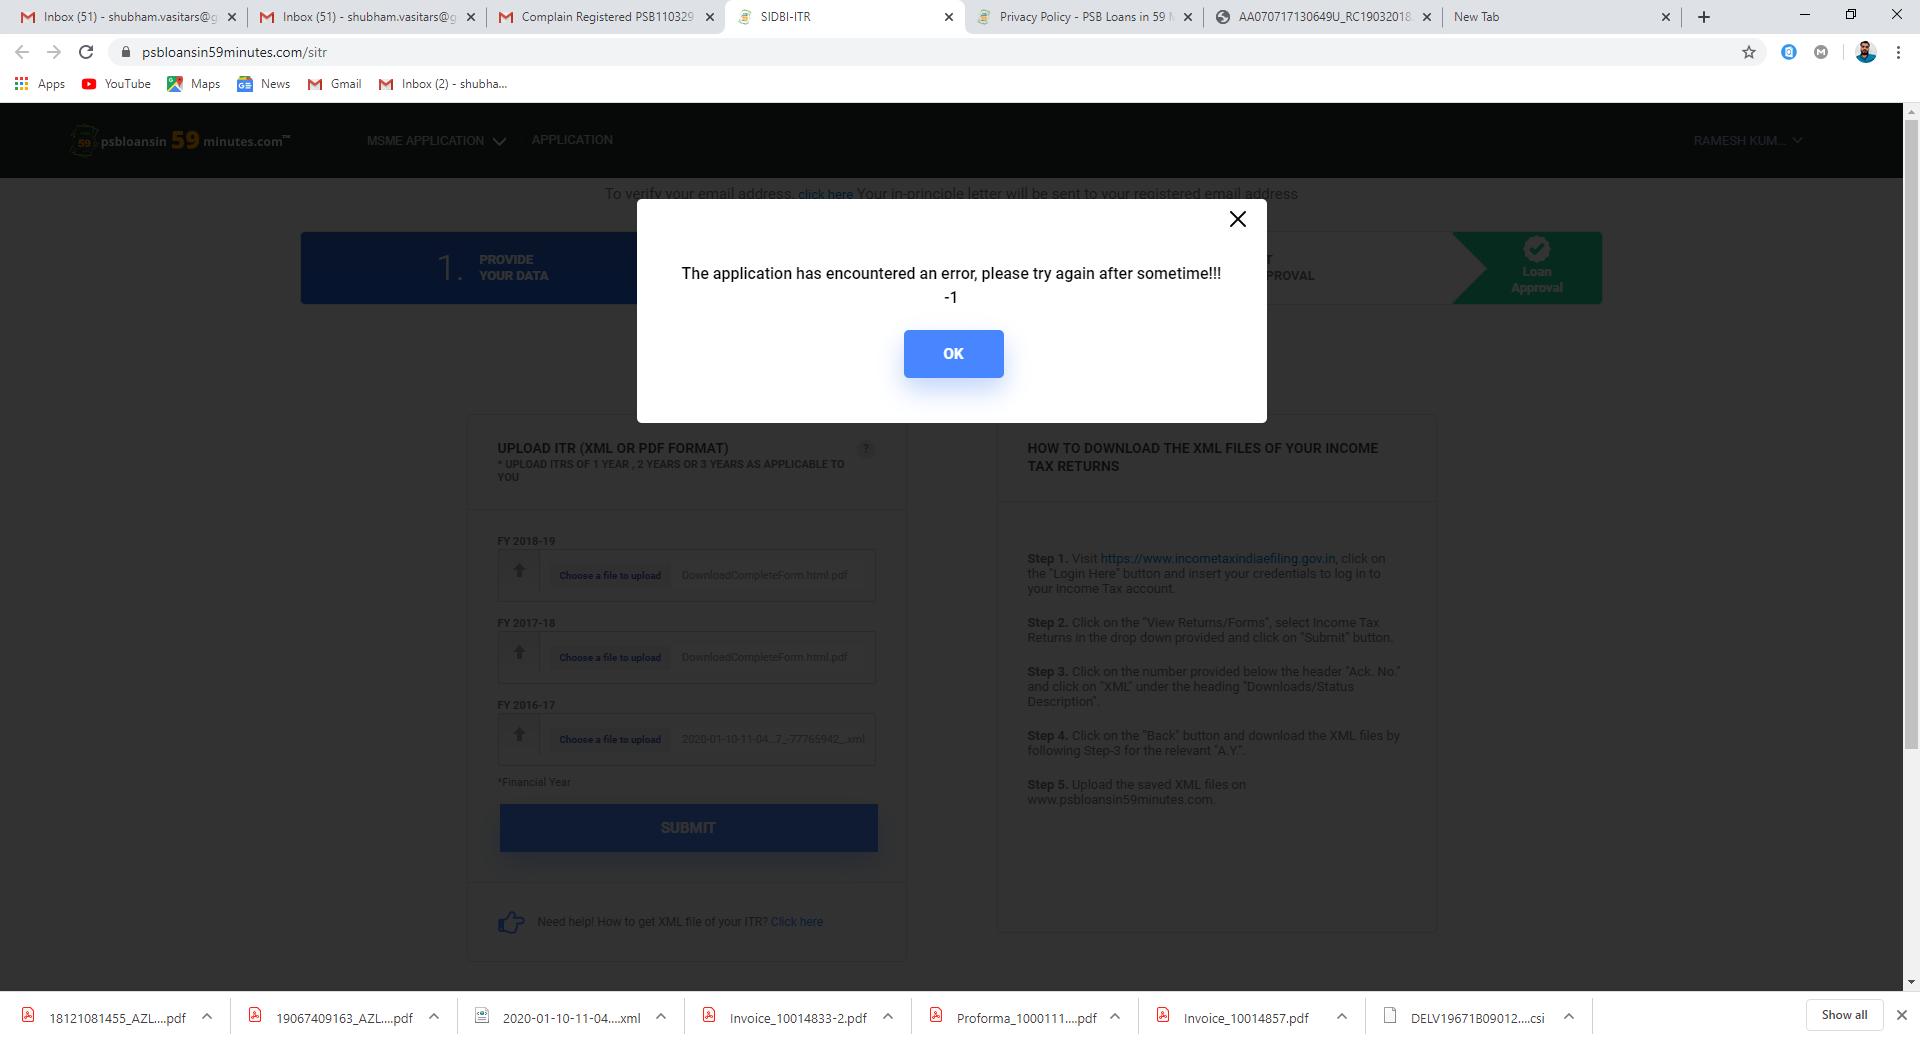 Inbox (51) - shubham.vasitars@g
Inbox (51) - shubham.vasitars@g
Complain Registered PSB110329
SIDBI-ITR
Privacy Policy - PSB Loans in 59 M
AA070717130649U_RC19032018.
New Tab
psbloansin59minutes.com/sitr
Apps
YouTube
Maps
News
Gmail
Inbox (2) - shubha...
59 psbloansin 59 minutes.com™
MSME APPLICATION
APPLICATION
RAMESH KUM...
To verify your email address, click here Your in-principle letter will be sent to your registered email address
1. PROVIDE
YOUR DATA
PROVAL
Loan
Approval
The application has encountered an error, please try again after sometime!!!
-1
OK
UPLOAD ITR (XML OR PDF FORMAT)
?
* UPLOAD ITRS OF 1 YEAR , 2 YEARS OR 3 YEARS AS APPLICABLE TO
YOU
FY 2018-19
Choose a file to upload DownloadCompleteForm.html.pdf
FY 2017-18
Choose a file to upload DownloadCompleteForm.html.pdf
FY 2016-17
Choose a file to upload 2020-01-10-11-04...7_-77765942_.xml
*Financial Year
SUBMIT
Need help! How to get XML file of your ITR? Click here
HOW TO DOWNLOAD THE XML FILES OF YOUR INCOME
TAX RETURNS
Step 1. Visit https://www.incometaxindiaefiling.gov.in, click on
the "Login Here" button and insert your credentials to log in to
your Income Tax account.
Step 2. Click on the "View Returns/Forms", select Income Tax
Returns in the drop down provided and click on "Submit" button.
Step 3. Click on the number provided below the header "Ack. No."
and click on "XML" under the heading "Downloads/Status
Description".
Step 4. Click on the "Back" button and download the XML files by
following Step-3 for the relevant "A.Y.".
Step 5. Upload the saved XML files on
www.psbloansin59minutes.com.
18121081455_AZL....pdf
19067409163_AZL....pdf
2020-01-10-11-04....xml
Invoice_10014833-2.pdf
Proforma_1000111....pdf
Invoice_10014857.pdf
DELV19671B09012....csi
Show all